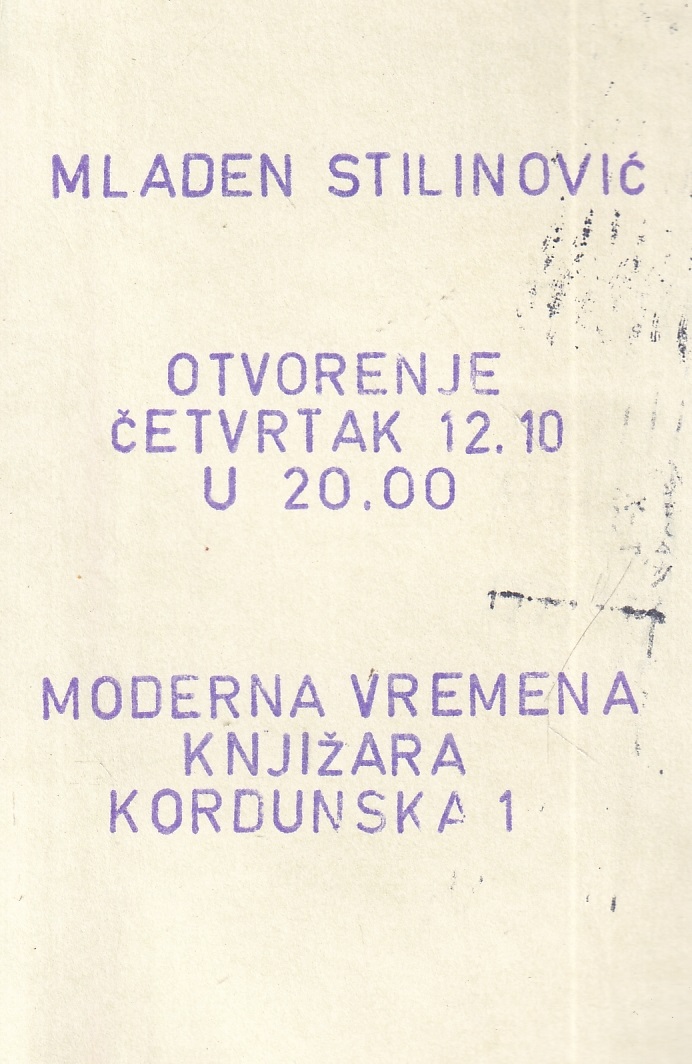 MLADEN STILINOVIĆ
OTVORENJE
ČETVRTAK 12.10
U 20.00
MODERNA VREMENA
KNJIŽARA
KORDUNSKA 1